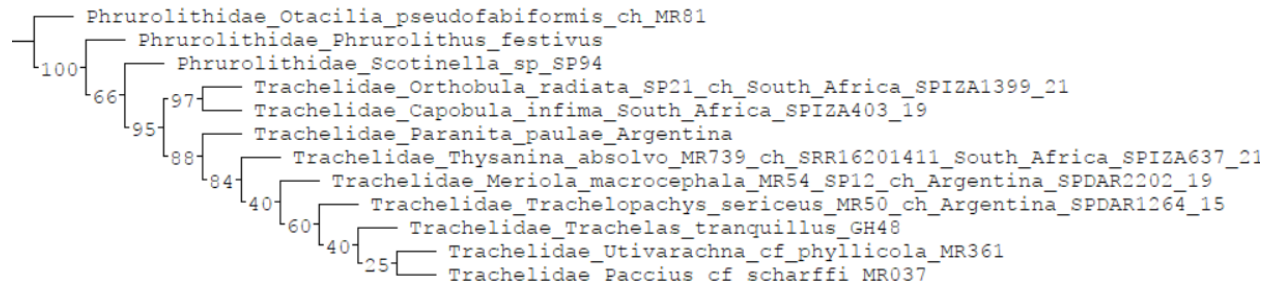 Phrurolithidae_Otacilia_pseudofabiformis_ch_MR81
Phrurolithidae_Phrurolithus_festivus
100
Phrurolithidae_Scotinella_sp_SP94
Trachelidae_Orthobula_radiata_SP21_ch_South_Africa_SPIZA1399_21
66
97
Trachelidae_Capobula_infima_South_Africa_SPIZA403_19
95
Trachelidae_Paranita_paulae_Argentina
88
Trachelidae_Thysanina_absolvo_MR739_ch_SRR16201411_South_Africa_SPIZA637_21
84
Trachelidae_Meriola_macrocephala_MR54_SP12_ch_Argentina_SPDAR2202_19
40
Trachelidae_Trachelopachys_sericeus_MR50_ch_Argentina_SPDAR1264_15
60
Trachelidae_Trachelas_tranquillus_GH48
40
Trachelidae_Utivarachna_cf_phyllicola_MR361
25
Trachelidae_Paccius_cf_scharffi_MR037